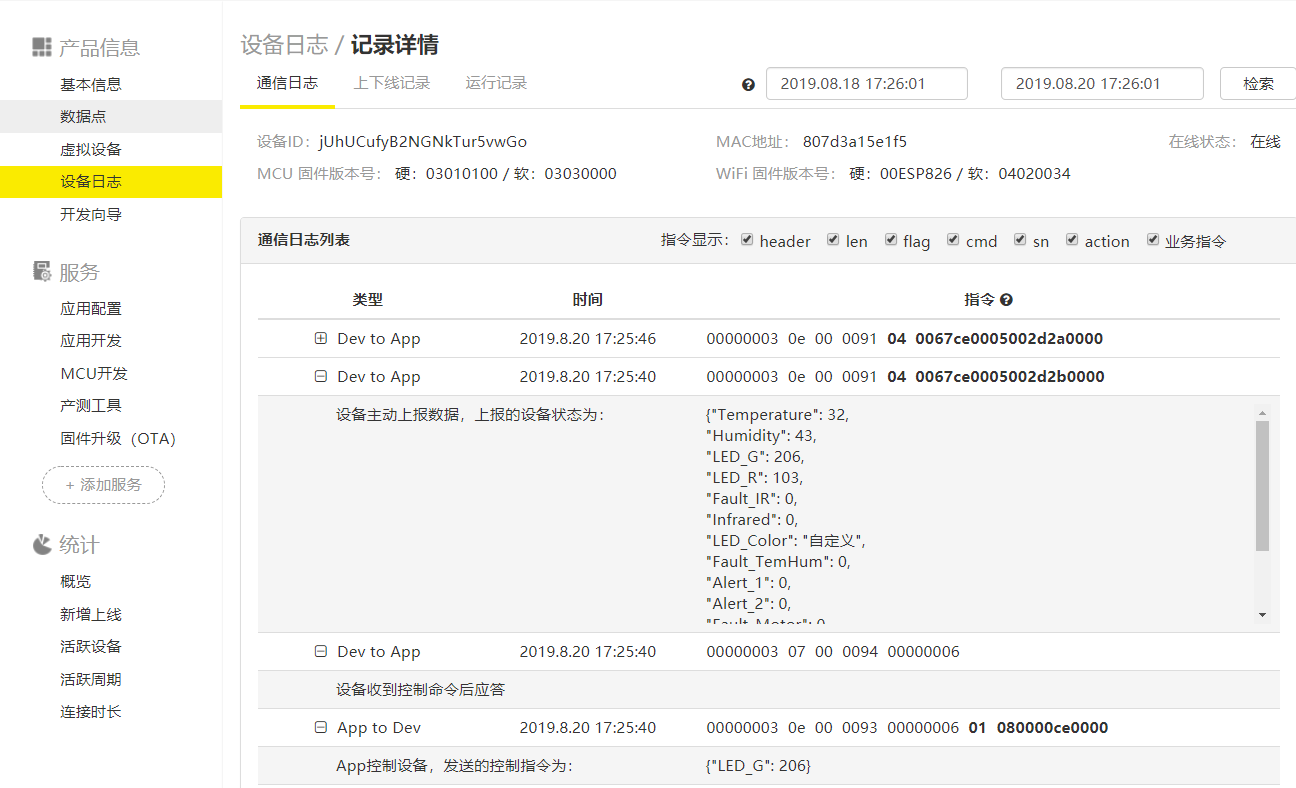 产品信息
基本信息
数据点
虚拟设备
设备日志
开发向导
服务
应用配置
应用开发
MCU开发
产测工具
固件升级（OTA）
+ 添加服务
统计
概览
新增上线
活跃设备
活跃周期
连接时长
设备日志 / 记录详情
通信日志 上下线记录 运行记录 2019.08.18 17:26:01 2019.08.20 17:26:01 检索
设备ID： jUhUCufyB2NGNkTur5vwGo MAC地址： 807d3a15e1f5 在线状态： 在线
MCU 固件版本号： 硬：03010100 / 软：03030000 WiFi 固件版本号： 硬：00ESP826 / 软：04020034
通信日志列表 指令显示： header len flag cmd sn action 业务指令
类型 时间 指令
Dev to App 2019.8.20 17:25:46 00000003 0e 00 0091 04 0067ce0005002d2a0000
Dev to App 2019.8.20 17:25:40 00000003 0e 00 0091 04 0067ce0005002d2b0000
设备主动上报数据，上报的设备状态为： {"Temperature": 32,
"Humidity": 43,
"LED_G": 206,
"LED_R": 103,
"Fault_IR": 0,
"Infrared": 0,
"LED_Color": "自定义",
"Fault_TemHum": 0,
"Alert_1": 0,
"Alert_2": 0,
"Fault_Motor": 0
Dev to App 2019.8.20 17:25:40 00000003 07 00 0094 00000006
设备收到控制命令后应答
App to Dev 2019.8.20 17:25:40 00000003 0e 00 0093 00000006 01 080000ce0000
App控制设备，发送的控制指令为： {"LED_G": 206}